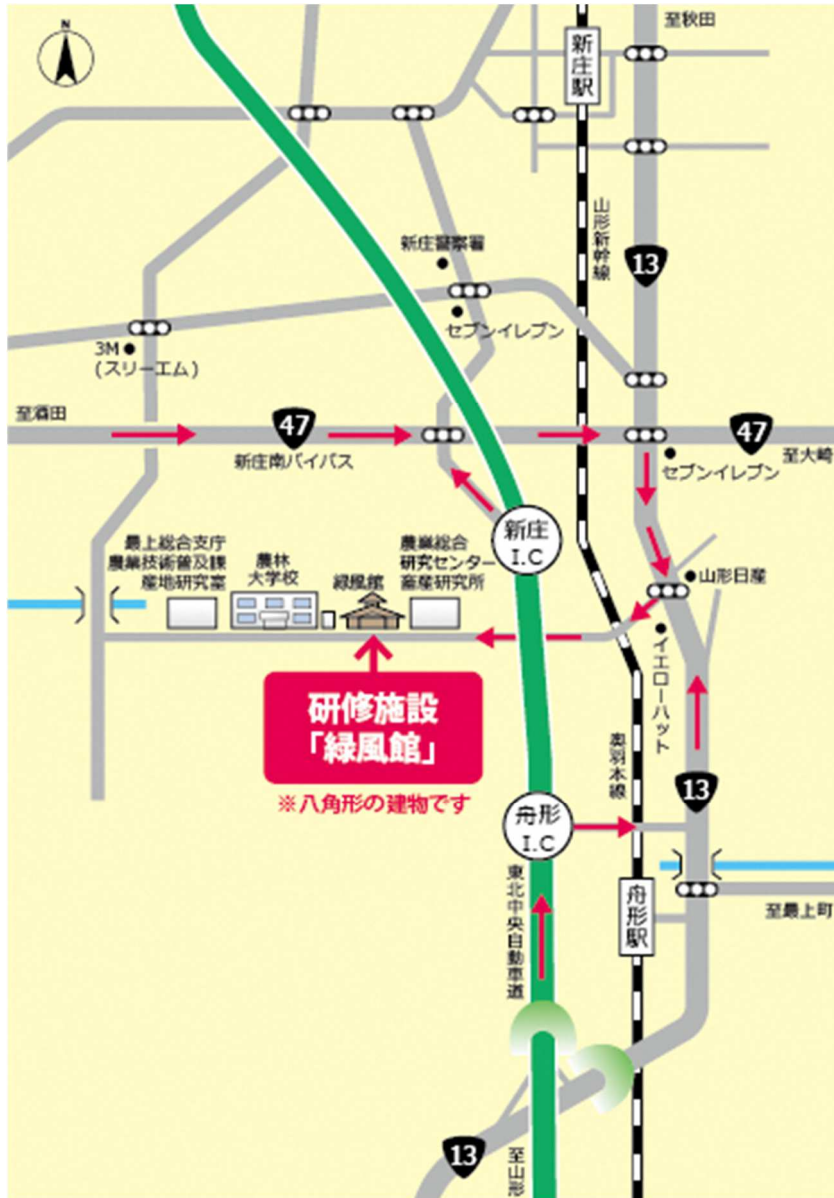 N
至秋田
新庄駅
山形新幹線
13
新庄警察署
セブンイレブン
3M
(スリーエム)
至酒田
47
新庄南バイパス
47
至大崎
セブンイレブン
新庄
I.C
最上総合支庁
農業技術普及課
産地研究室
農林
大学校
緑風館
農業総合
研究センター
畜産研究所
山形日産
イエローハット
研修施設
「緑風館」
※八角形の建物です
奥羽本線
13
舟形
I.C
東北中央自動車道
舟形駅
至最上町
13
至山形